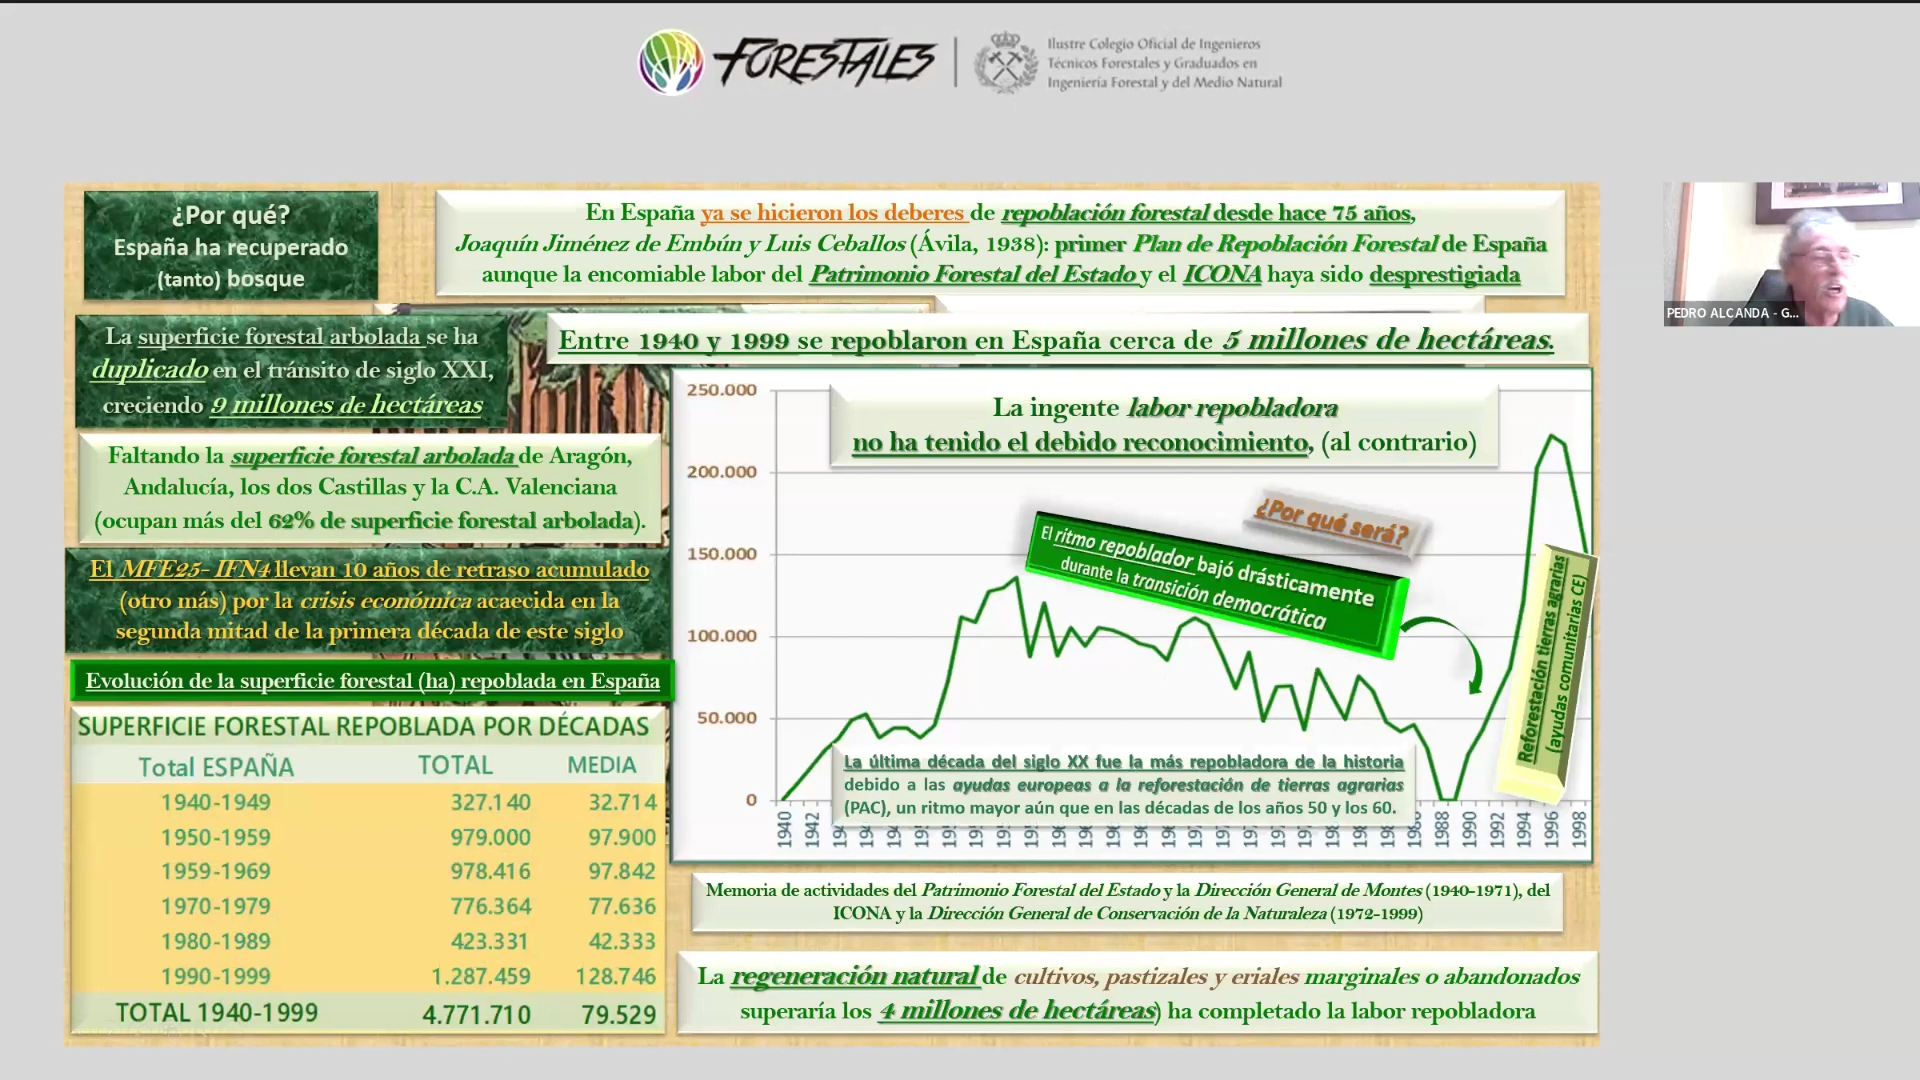 FORESTALES
Ilustre Colegio Oficial de Ingenieros
Técnicos Forestales y Graduados en
Ingeniería Forestal y del Medio Natural
¿Por qué?
España ha recuperado
(tanto) bosque
En España ya se hicieron los deberes de repoblación forestal desde hace 75 años,
Joaquín Jiménez de Embún y Luis Ceballos (Ávila, 1938): primer Plan de Repoblación Forestal de España
aunque la encomiable labor del Patrimonio Forestal del Estado y el ICONA haya sido desprestigiada
PEDRO ALCANDA - G...
La superficie forestal arbolada se ha
duplicado en el tránsito de siglo XXI,
creciendo 9 millones de hectáreas
Entre 1940 y 1999 se repoblaron en España cerca de 5 millones de hectáreas.
Faltando la superficie forestal arbolada de Aragón,
Andalucía, los dos Castillas y la C.A. Valenciana
(ocupan más del 62% de superficie forestal arbolada).
El MFE25- IFN4 llevan 10 años de retraso acumulado
(otro más) por la crisis económica acaecida en la
segunda mitad de la primera década de este siglo
Evolución de la superficie forestal (ha) repoblada en España
SUPERFICIE FORESTAL REPOBLADA POR DÉCADAS
Total ESPAÑA TOTAL MEDIA
1940-1949 327.140 32.714
1950-1959 979.000 97.900
1959-1969 978.416 97.842
1970-1979 776.364 77.636
1980-1989 423.331 42.333
1990-1999 1.287.459 128.746
TOTAL 1940-1999 4.771.710 79.529
250.000
200.000
150.000
100.000
50.000
0
La ingente labor repobladora
no ha tenido el debido reconocimiento, (al contrario)
¿Por qué será?
El ritmo repoblador bajó drásticamente
durante la transición democrática
Reforestación tierras agrarias
(ayudas comunitarias CE)
La última década del siglo XX fue la más repobladora de la historia
debido a las ayudas europeas a la reforestación de tierras agrarias
(PAC), un ritmo mayor aún que en las décadas de los años 50 y los 60.
1940 1942 1988 1990 1992 1994 1996 1998
Memoria de actividades del Patrimonio Forestal del Estado y la Dirección General de Montes (1940-1971), del
ICONA y la Dirección General de Conservación de la Naturaleza (1972-1999)
La regeneración natural de cultivos, pastizales y eriales marginales o abandonados
superaría los 4 millones de hectáreas) ha completado la labor repobladora